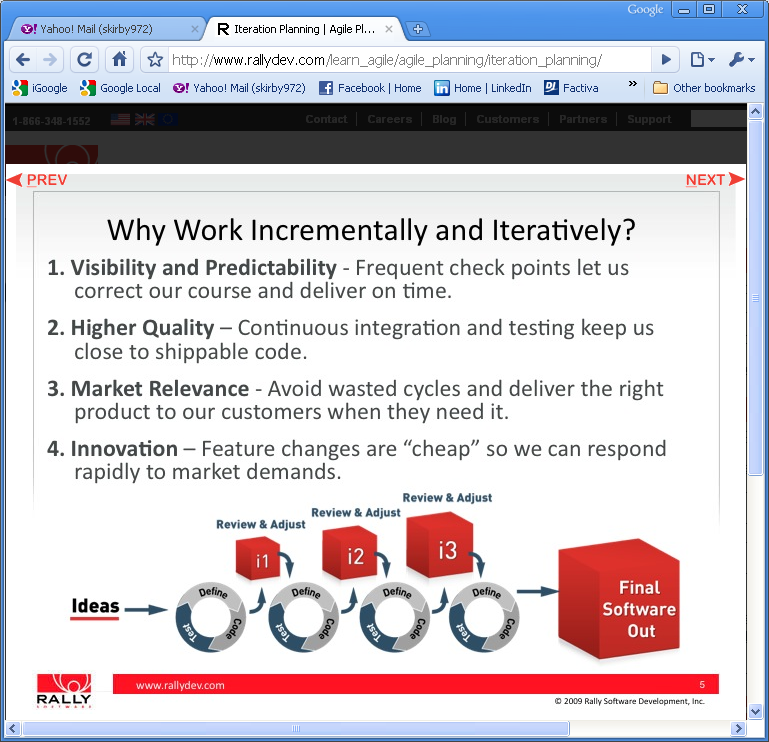 Google
Yahoo! Mail (skirby972)
Iteration Planning | Agile Pl...
http://www.rallydev.com/learn_agile/agile_planning/iteration_planning/
iGoogle
Google Local
Yahoo! Mail (skirby972)
Facebook | Home
Home | LinkedIn
Factiva
»
Other bookmarks
1-866-348-1552
Contact | Careers | Blog | Customers | Partners | Support
PREV
NEXT
Why Work Incrementally and Iteratively?
1. Visibility and Predictability - Frequent check points let us
correct our course and deliver on time.
2. Higher Quality – Continuous integration and testing keep us
close to shippable code.
3. Market Relevance - Avoid wasted cycles and deliver the right
product to our customers when they need it.
4. Innovation – Feature changes are “cheap” so we can respond
rapidly to market demands.
Review & Adjust
Review & Adjust
Review & Adjust
i1
i2
i3
Ideas
Define
Code
Test
Define
Code
Test
Define
Code
Test
Define
Code
Test
Final
Software
Out
RALLY
SOFTWARE
www.rallydev.com
5
© 2009 Rally Software Development, Inc.